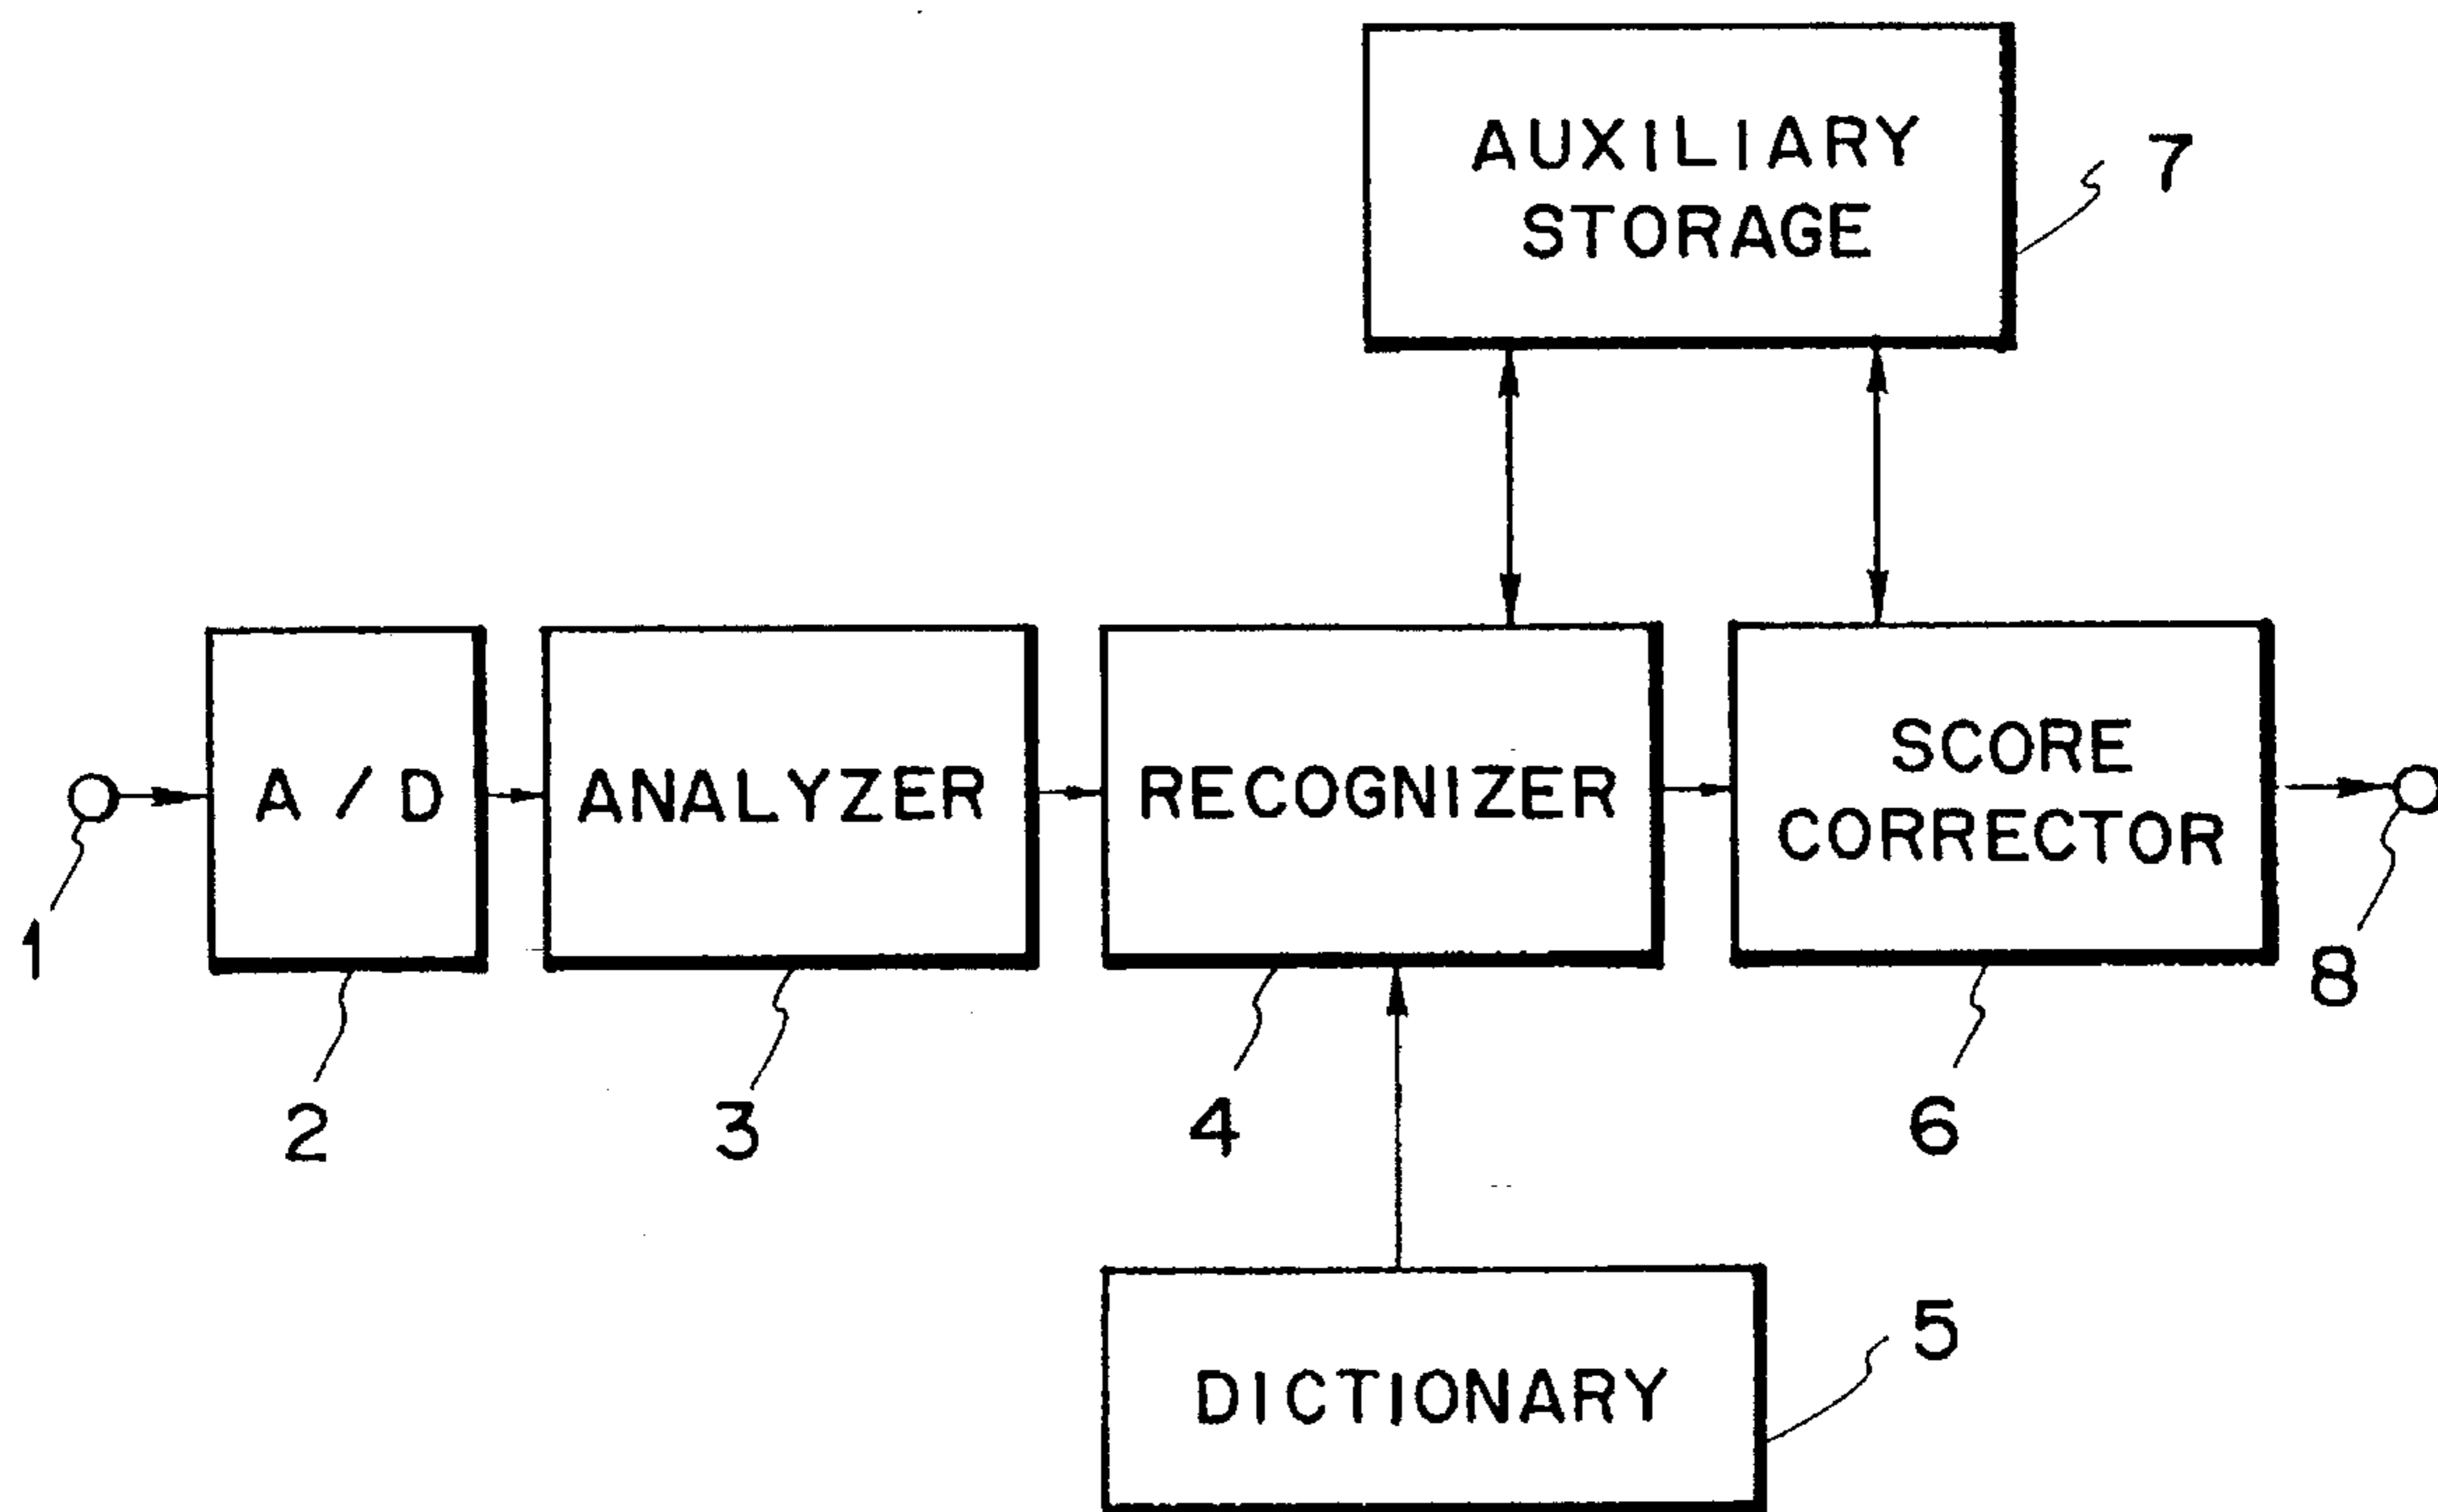 AUXILIARY
STORAGE
7
A/D
ANALYZER
RECOGNIZER
SCORE
CORRECTOR
1
8
2
3
4
6
DICTIONARY
5